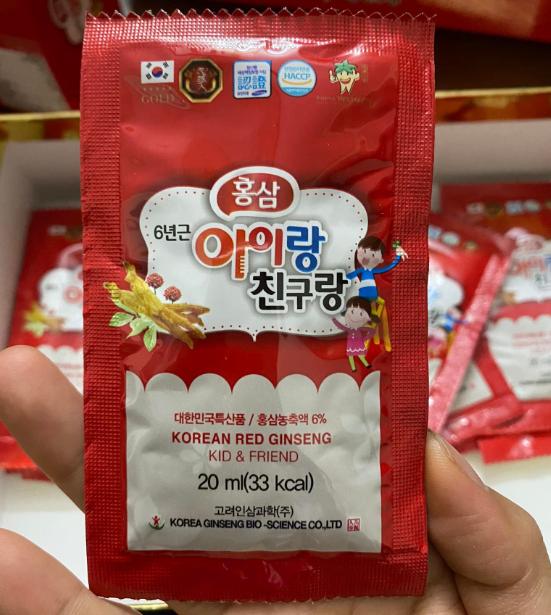 GOLD
HACCP
홍삼
6년근
아이랑
친구랑
대한민국특산품 / 홍삼농축액 6%
KOREAN RED GINSENG
KID & FRIEND
20 ml(33 kcal)
고려인삼과학(주)
KOREA GINSENG BIO -SCIENCE CO.,LTD